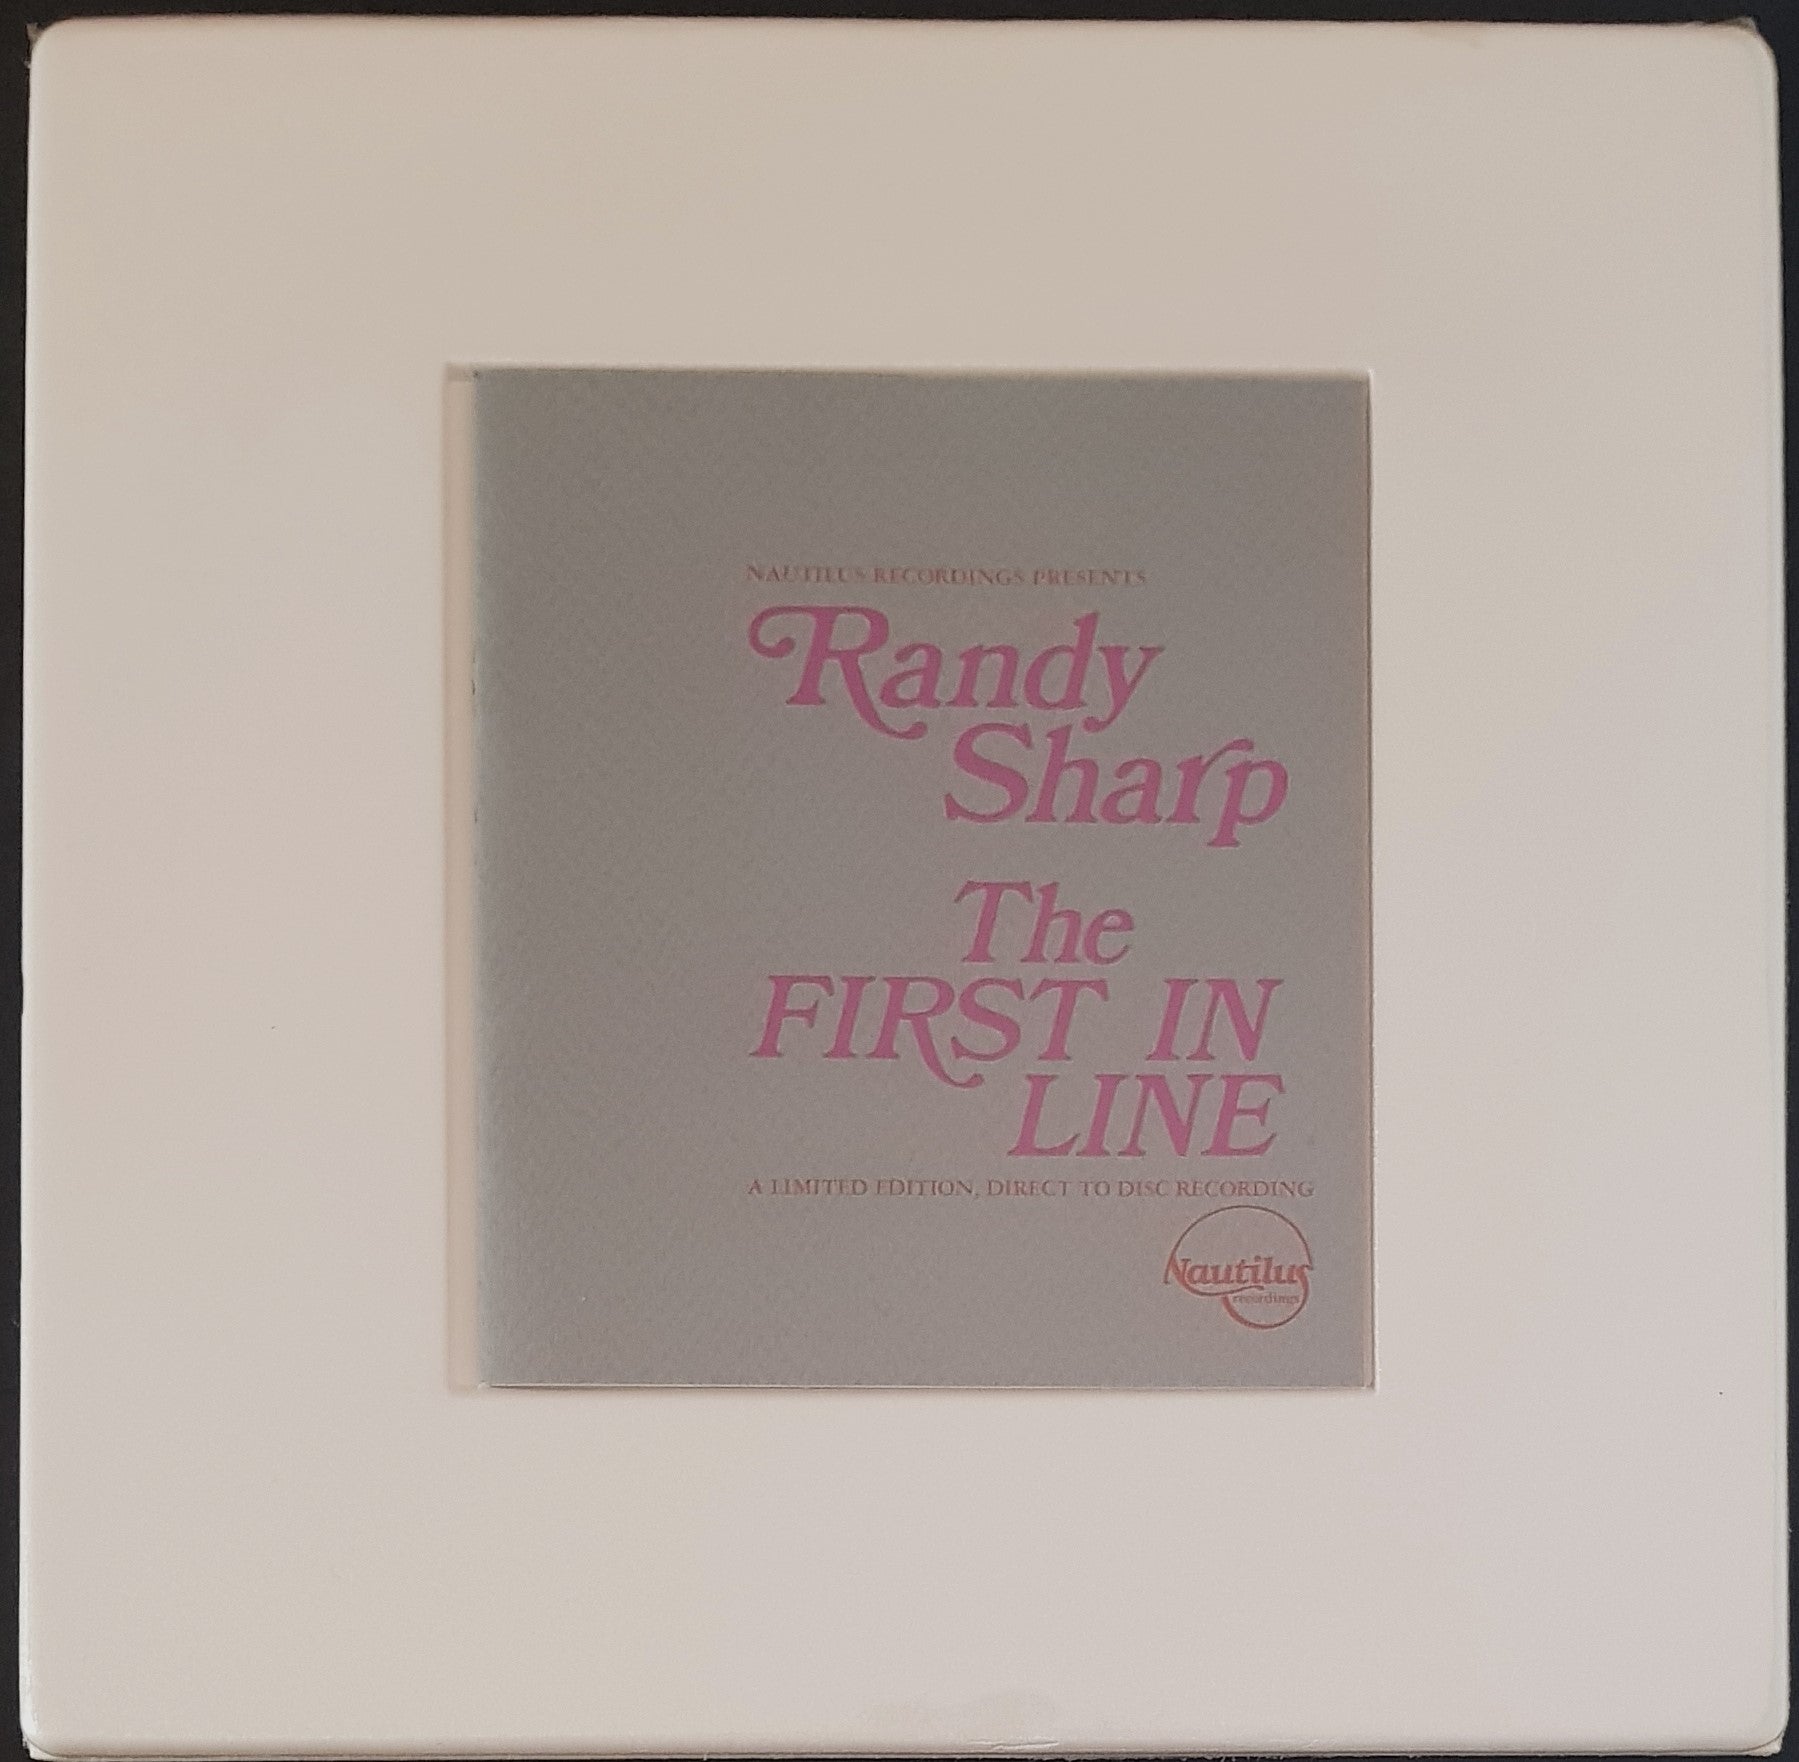 NAUTILUS RECORDINGS PRESENTS
Randy
Sharp
The
FIRST IN
LINE
A LIMITED EDITION, DIRECT TO DISC RECORDING
Nautilus
recordings